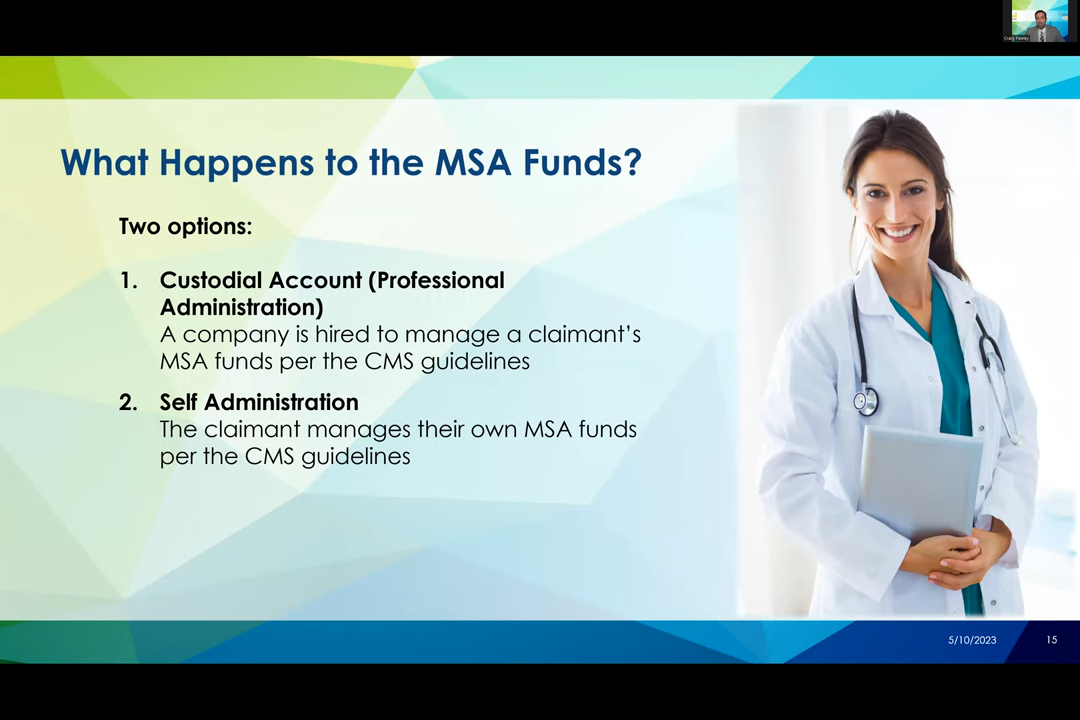 Craig Pawley
What Happens to the MSA Funds?
Two options:
1. Custodial Account (Professional
Administration)
A company is hired to manage a claimant’s
MSA funds per the CMS guidelines
2. Self Administration
The claimant manages their own MSA funds
per the CMS guidelines
5/10/2023
15